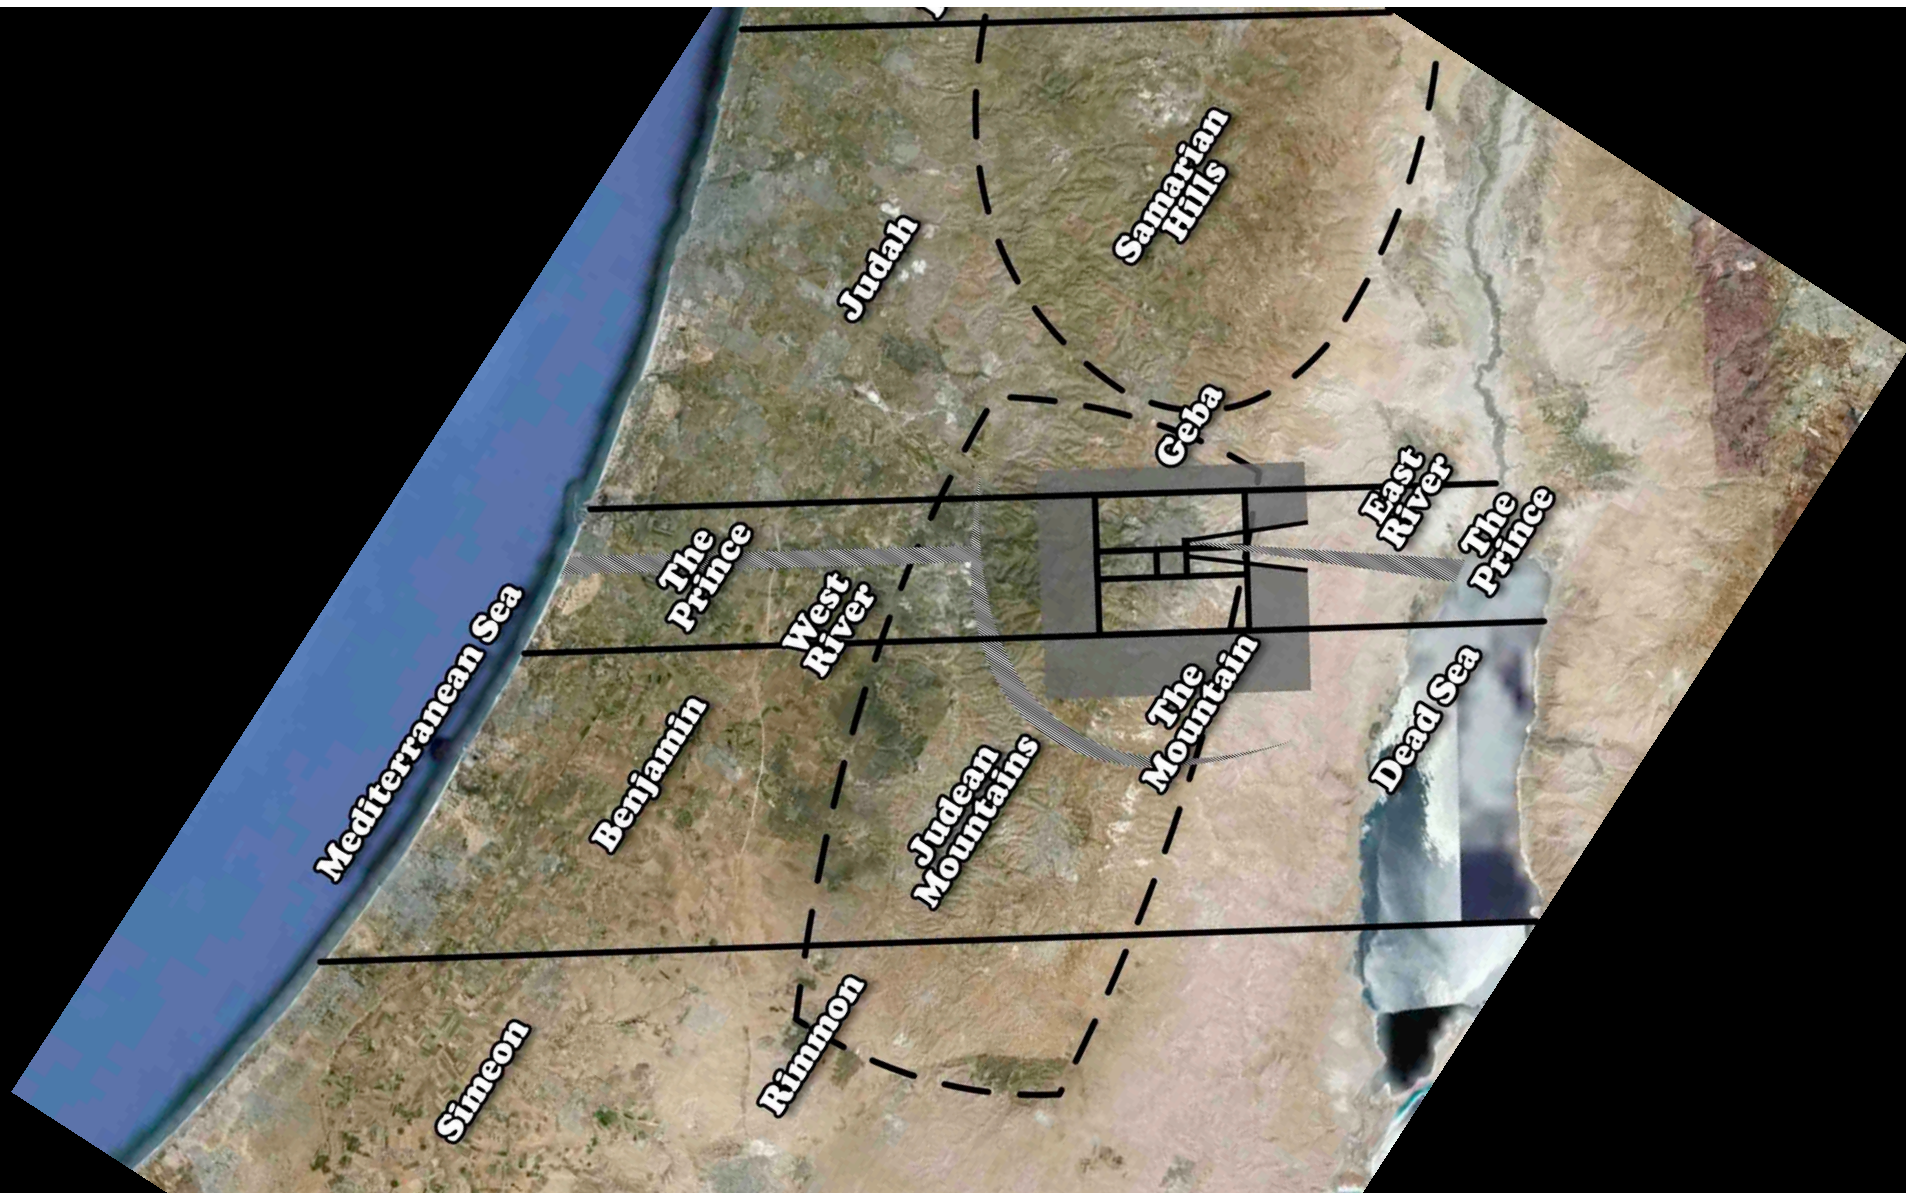 Samarian
Hills
Judah
Geba
East
River
The
Prince
The
Prince
West
River
Mediterranean Sea
The
Mountain
Dead Sea
Benjamin
Judean
Mountains
Rimmon
Simeon